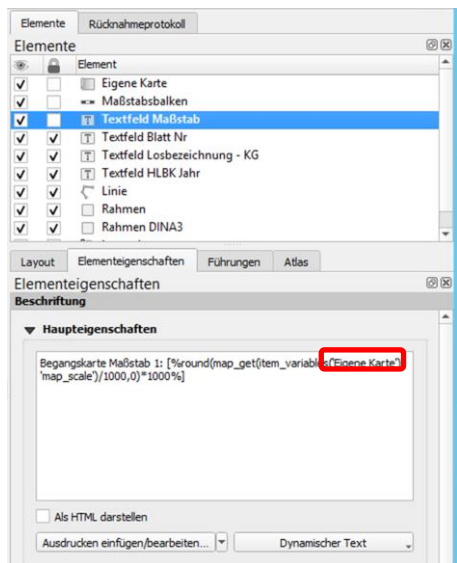 Elemente Rücknahmeprotokoll
Elemente
Element
Eigene Karte
Maßstabsbalken
Textfeld Maßstab
Textfeld Blatt Nr
Textfeld Losbezeichnung - KG
Textfeld HLBK Jahr
Linie
Rahmen
Rahmen DINA3
Layout Elementeigenschaften Führungen Atlas
Elementeigenschaften
Beschriftung
Haupteigenschaften
Begangskarte Maßstab 1: [%round(map_get(item_variables('Eigene Karte')
'map_scale')/1000,0)*1000%]
Als HTML darstellen
Ausdrucken einfügen/bearbeiten... Dynamischer Text